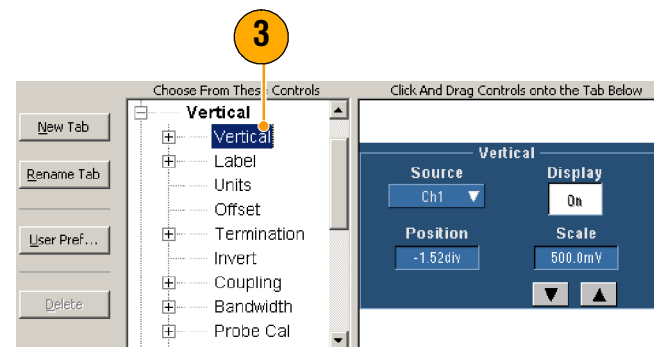 3
Choose From These Controls
Click And Drag Controls onto the Tab Below
New Tab
Rename Tab
User Pref...
Delete
Vertical
Vertical
Label
Units
Offset
Termination
Invert
Coupling
Bandwidth
Probe Cal
Vertical
Source
Display
Ch1
On
Position
Scale
-1.52div
500.0mV